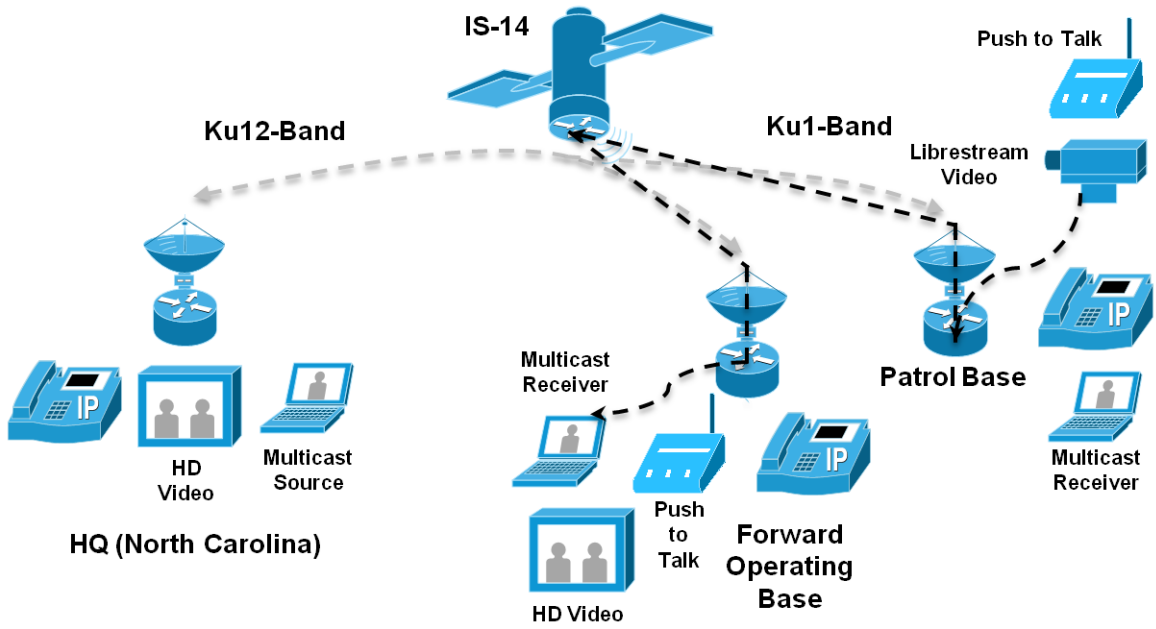 IS-14
Push to Talk
Ku12-Band
Ku1-Band
Librestream
Video
IP
Multicast
Receiver
Patrol Base
IP
HD
Video
Multicast
Source
IP
Multicast
Receiver
HQ (North Carolina)
Push
to
Talk
Forward
Operating
Base
HD Video